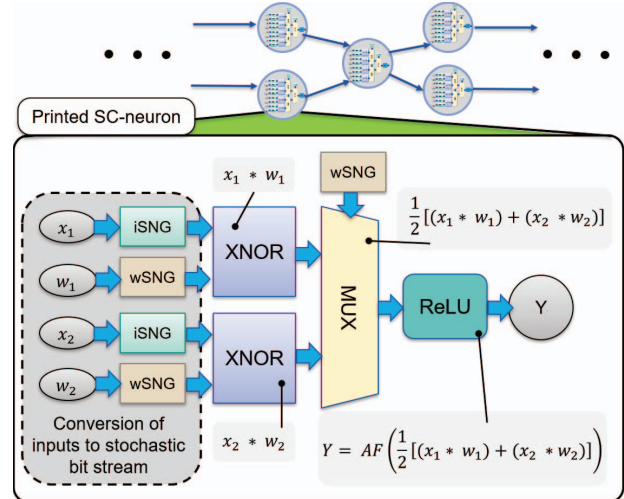 • • •
• • •
Printed SC-neuron
x₁ * w₁
wSNG
½[(x₁ * w₁) + (x₂ * w₂)]
x₁
iSNG
XNOR
w₁
wSNG
MUX
ReLU
Y
x₂
iSNG
XNOR
w₂
wSNG
Conversion of
inputs to stochastic
bit stream
x₂ * w₂
Y = AF(½[(x₁ * w₁) + (x₂ * w₂)])